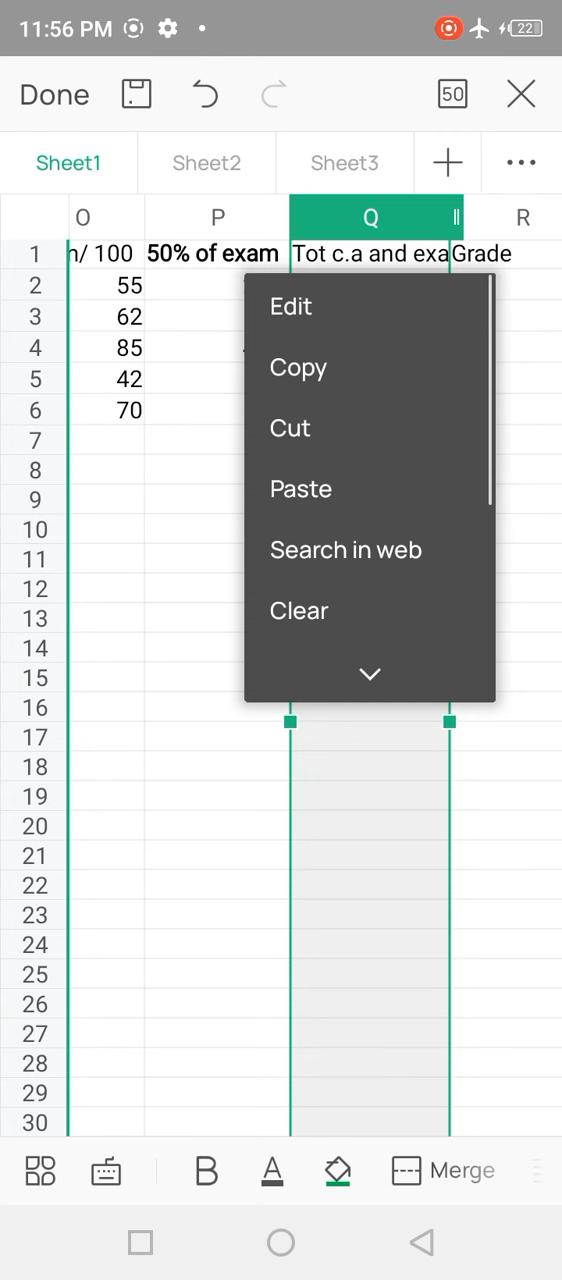 11:56 PM
22
Done
50
Sheet1 Sheet2 Sheet3
O P Q R
1 n/ 100 50% of exam Tot c.a and exa Grade
2 55
3 62
4 85
5 42
6 70
7
8
9
10
11
12
13
14
15
16
17
18
19
20
21
22
23
24
25
26
27
28
29
30
Edit
Copy
Cut
Paste
Search in web
Clear
B A Merge